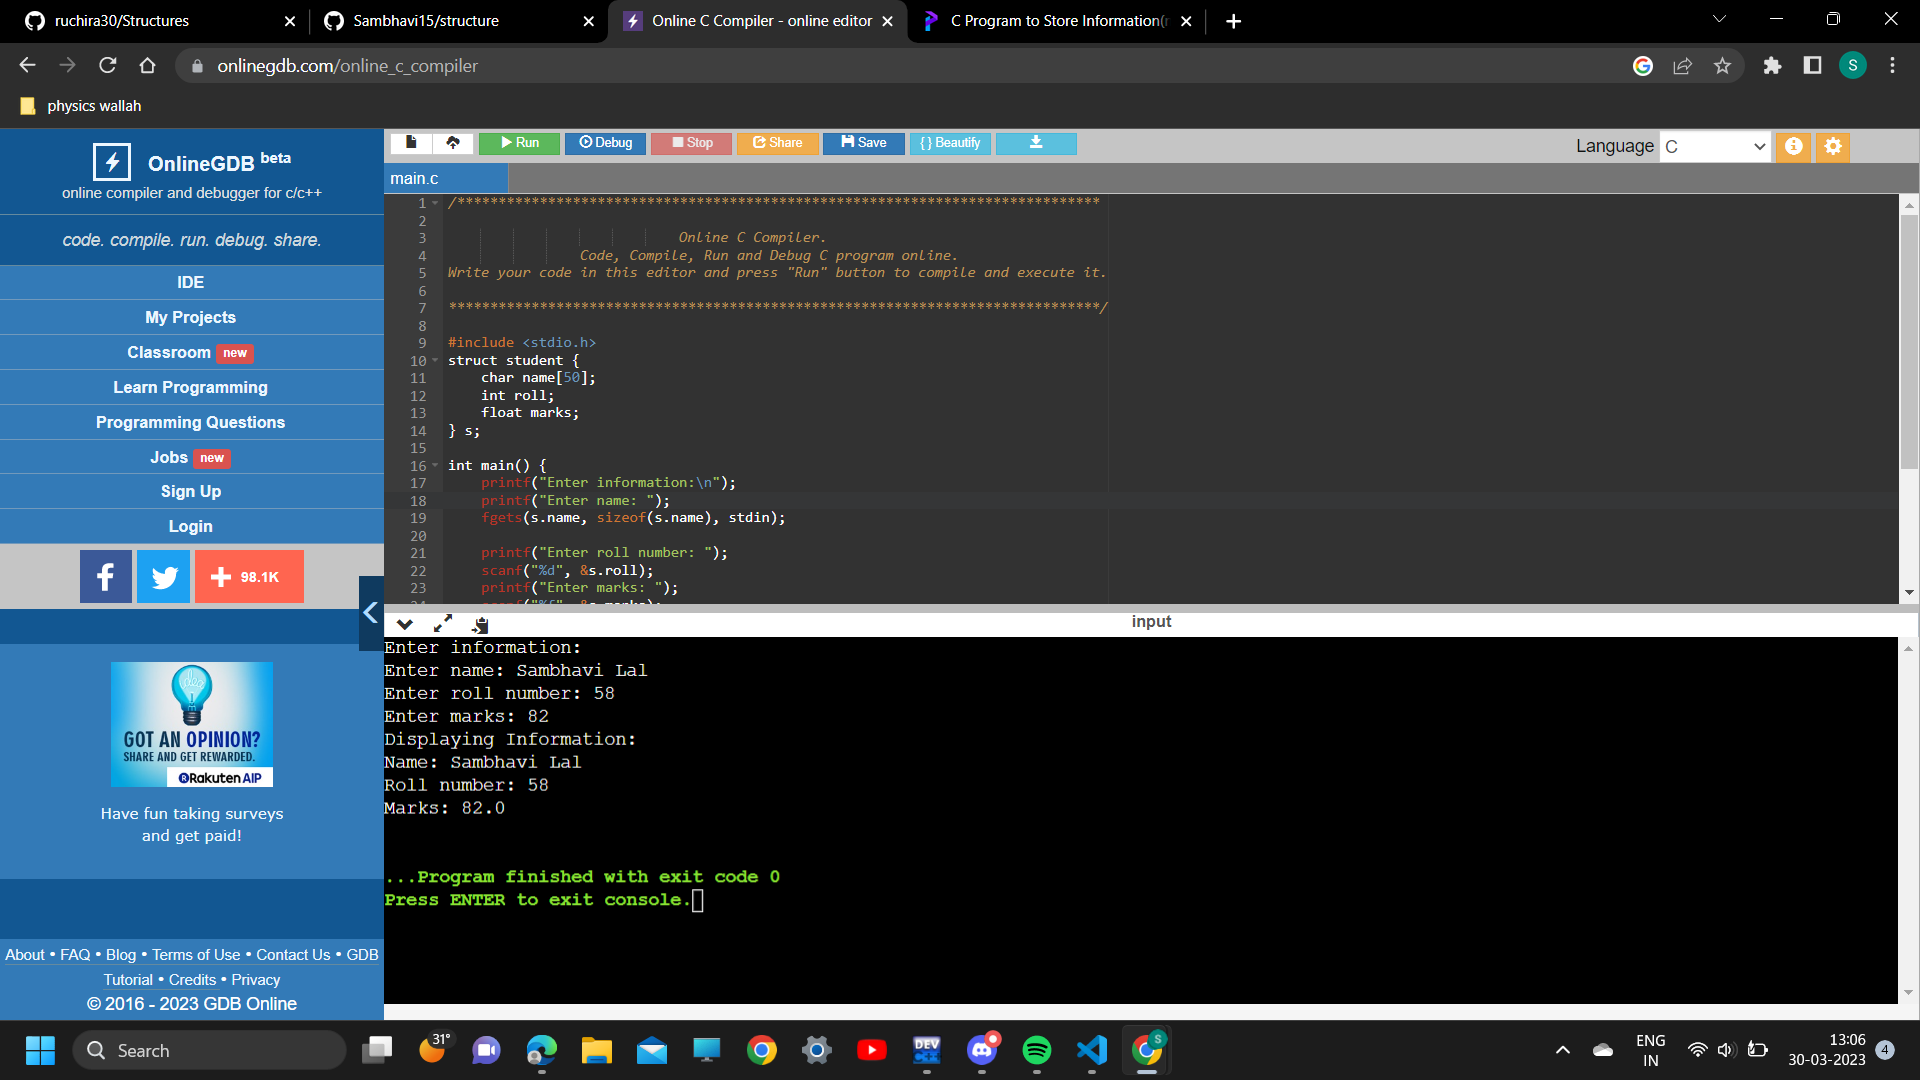 ruchira30/Structures
Sambhavi15/structure
Online C Compiler - online editor
C Program to Store Information(
onlinegdb.com/online_c_compiler
S
physics wallah
OnlineGDB beta
online compiler and debugger for c/c++
code. compile. run. debug. share.
IDE
My Projects
Classroom new
Learn Programming
Programming Questions
Jobs new
Sign Up
Login
98.1K
GOT AN OPINION?
SHARE AND GET REWARDED.
Rakuten AIP
Have fun taking surveys
and get paid!
About • FAQ • Blog • Terms of Use • Contact Us • GDB
Tutorial • Credits • Privacy
© 2016 - 2023 GDB Online
Run Debug Stop Share Save { } Beautify
Language C
main.c
1 /******************************************************************************
2
3 Online C Compiler.
4 Code, Compile, Run and Debug C program online.
5 Write your code in this editor and press "Run" button to compile and execute it.
6
7 *******************************************************************************/
8
9 #include <stdio.h>
10 struct student {
11 char name[50];
12 int roll;
13 float marks;
14 } s;
15
16 int main() {
17 printf("Enter information:\n");
18 printf("Enter name: ");
19 fgets(s.name, sizeof(s.name), stdin);
20
21 printf("Enter roll number: ");
22 scanf("%d", &s.roll);
23 printf("Enter marks: ");
24 scanf("%f", &s.marks);
input
Enter information:
Enter name: Sambhavi Lal
Enter roll number: 58
Enter marks: 82
Displaying Information:
Name: Sambhavi Lal
Roll number: 58
Marks: 82.0
...Program finished with exit code 0
Press ENTER to exit console.
Search
31°
DEV
C++
S
ENG
IN
13:06
30-03-2023
4